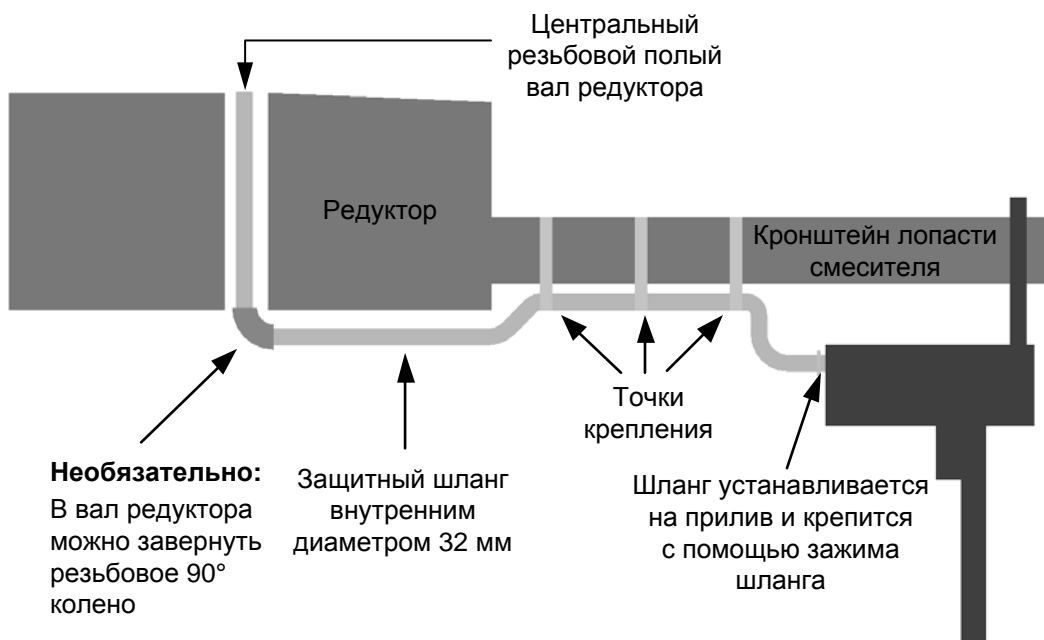 Центральный
резьбовой полый
вал редуктора
Редуктор
Кронштейн лопасти
смесителя
Точки
крепления
Необязательно:
В вал редуктора
можно завернуть
резьбовое 90°
колено
Защитный шланг
внутренним
диаметром 32 мм
Шланг устанавливается
на прилив и крепится
с помощью зажима
шланга